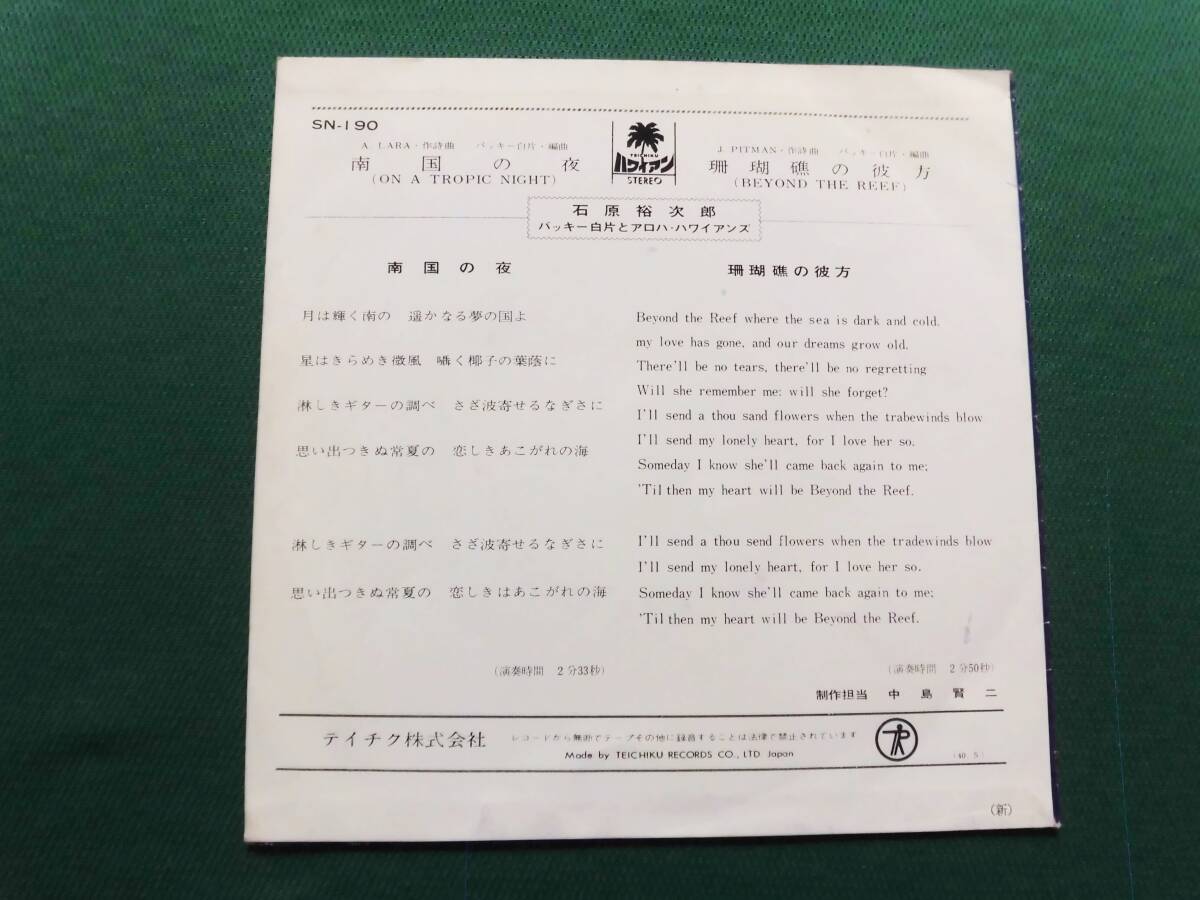 SN-190
A. LARA・作詩曲　バッキー白片・編曲
南国の夜
(ON A TROPIC NIGHT)
TEICHIKU
ハワイアン
STEREO
J. PITMAN・作詩曲　バッキー白片・編曲
珊瑚礁の彼方
(BEYOND THE REEF)
石原裕次郎
バッキー白片とアロハ・ハワイアンズ
南国の夜
月は輝く南の　遥かなる夢の国よ
星はきらめき微風　囁く椰子の葉蔭に
淋しきギターの調べ　さざ波寄せるなぎさに
思い出つきぬ常夏の　恋しきあこがれの海
淋しきギターの調べ　さざ波寄せるなぎさに
思い出つきぬ常夏の　恋しきはあこがれの海
(演奏時間　2分33秒)
珊瑚礁の彼方
Beyond the Reef where the sea is dark and cold.
my love has gone, and our dreams grow old.
There'll be no tears, there'll be no regretting
Will she remember me: will she forget?
I'll send a thou sand flowers when the trabewinds blow
I'll send my lonely heart, for I love her so.
Someday I know she'll came back again to me;
'Til then my heart will be Beyond the Reef.
I'll send a thou send flowers when the tradewinds blow
I'll send my lonely heart, for I love her so.
Someday I know she'll came back again to me;
'Til then my heart will be Beyond the Reef.
(演奏時間　2分50秒)
制作担当　中島賢二
テイチク株式会社
レコードから無断でテープその他に録音することは法律で禁止されています
Made by TEICHIKU RECORDS CO., LTD Japan
(40. 5)
(新)